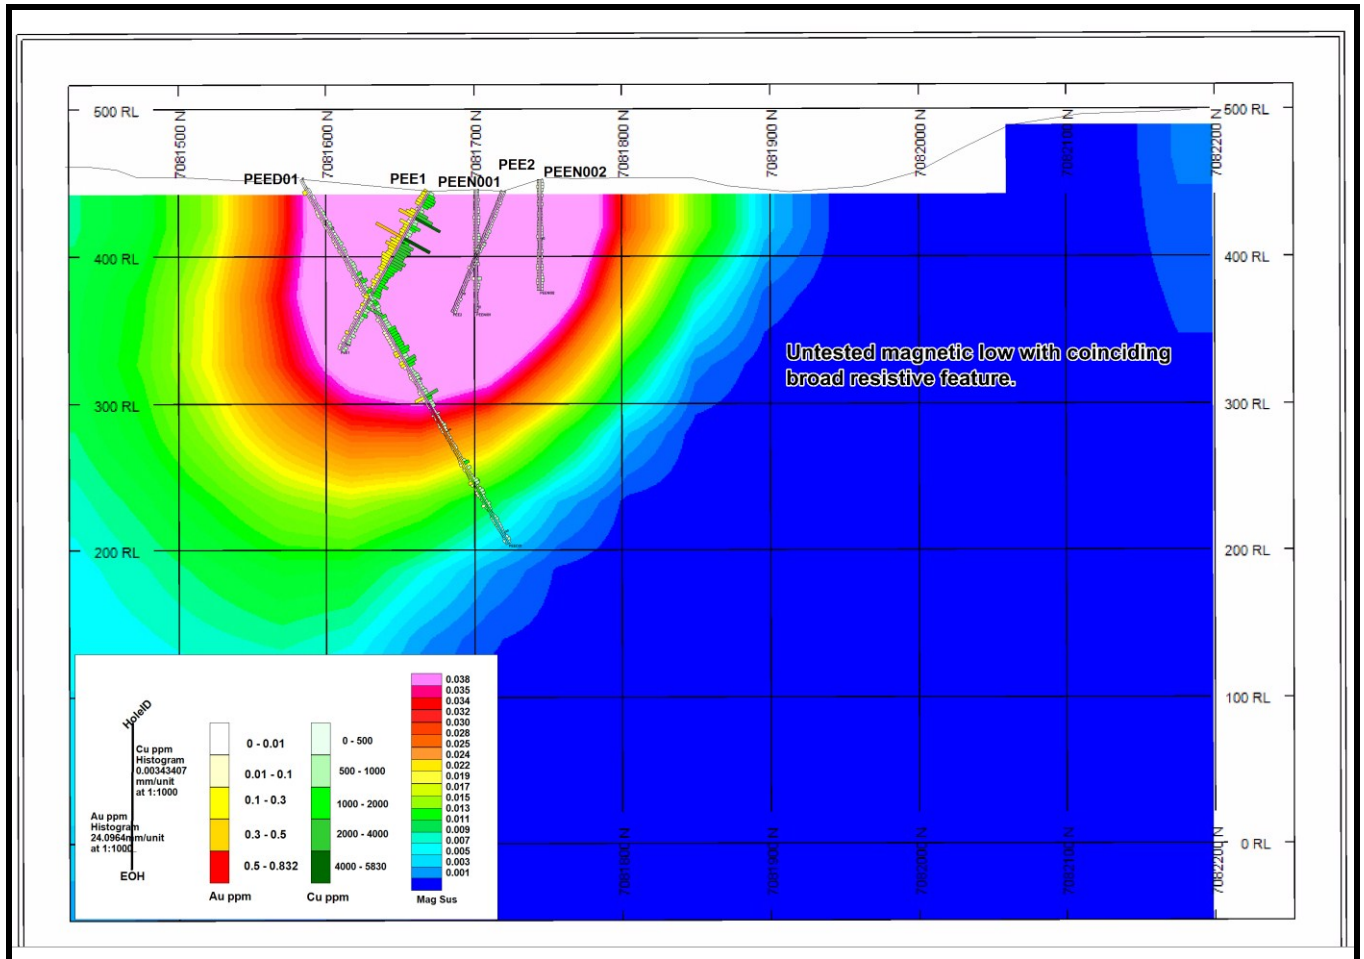 500 RL
500 RL
7081500 N
7081600 N
7081700 N
7081800 N
7081900 N
7082000 N
7082100 N
7082200 N
PEED01
PEE1
PEEN001
PEE2
PEEN002
400 RL
400 RL
Untested magnetic low with coinciding
broad resistive feature.
300 RL
300 RL
200 RL
200 RL
100 RL
0 RL
7081800 N
7081900 N
7082000 N
7082100 N
7082200 N
HoleID
Cu ppm
Histogram
0.00343407
mm/unit
at 1:1000
Au ppm
Histogram
24.0964mm/unit
at 1:1000
EOH
0 - 0.01
0.01 - 0.1
0.1 - 0.3
0.3 - 0.5
0.5 - 0.832
Au ppm
0 - 500
500 - 1000
1000 - 2000
2000 - 4000
4000 - 5830
Cu ppm
0.038
0.035
0.034
0.032
0.030
0.028
0.025
0.024
0.022
0.019
0.017
0.015
0.013
0.011
0.009
0.007
0.005
0.003
0.001
Mag Sus